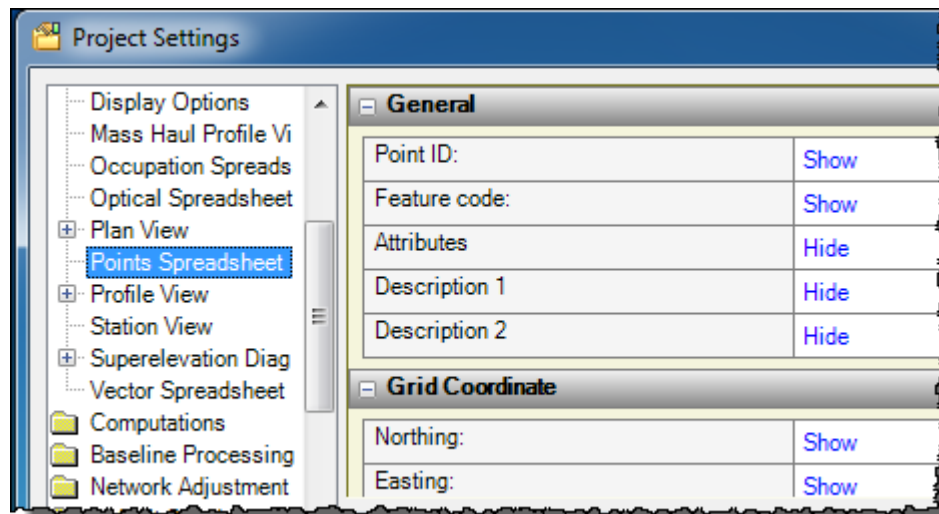 Project Settings
Display Options
Mass Haul Profile Vi
Occupation Spreads
Optical Spreadsheet
Plan View
Points Spreadsheet
Profile View
Station View
Superelevation Diag
Vector Spreadsheet
Computations
Baseline Processing
Network Adjustment
General
Point ID: Show
Feature code: Show
Attributes Hide
Description 1 Hide
Description 2 Hide
Grid Coordinate
Northing: Show
Easting: Show